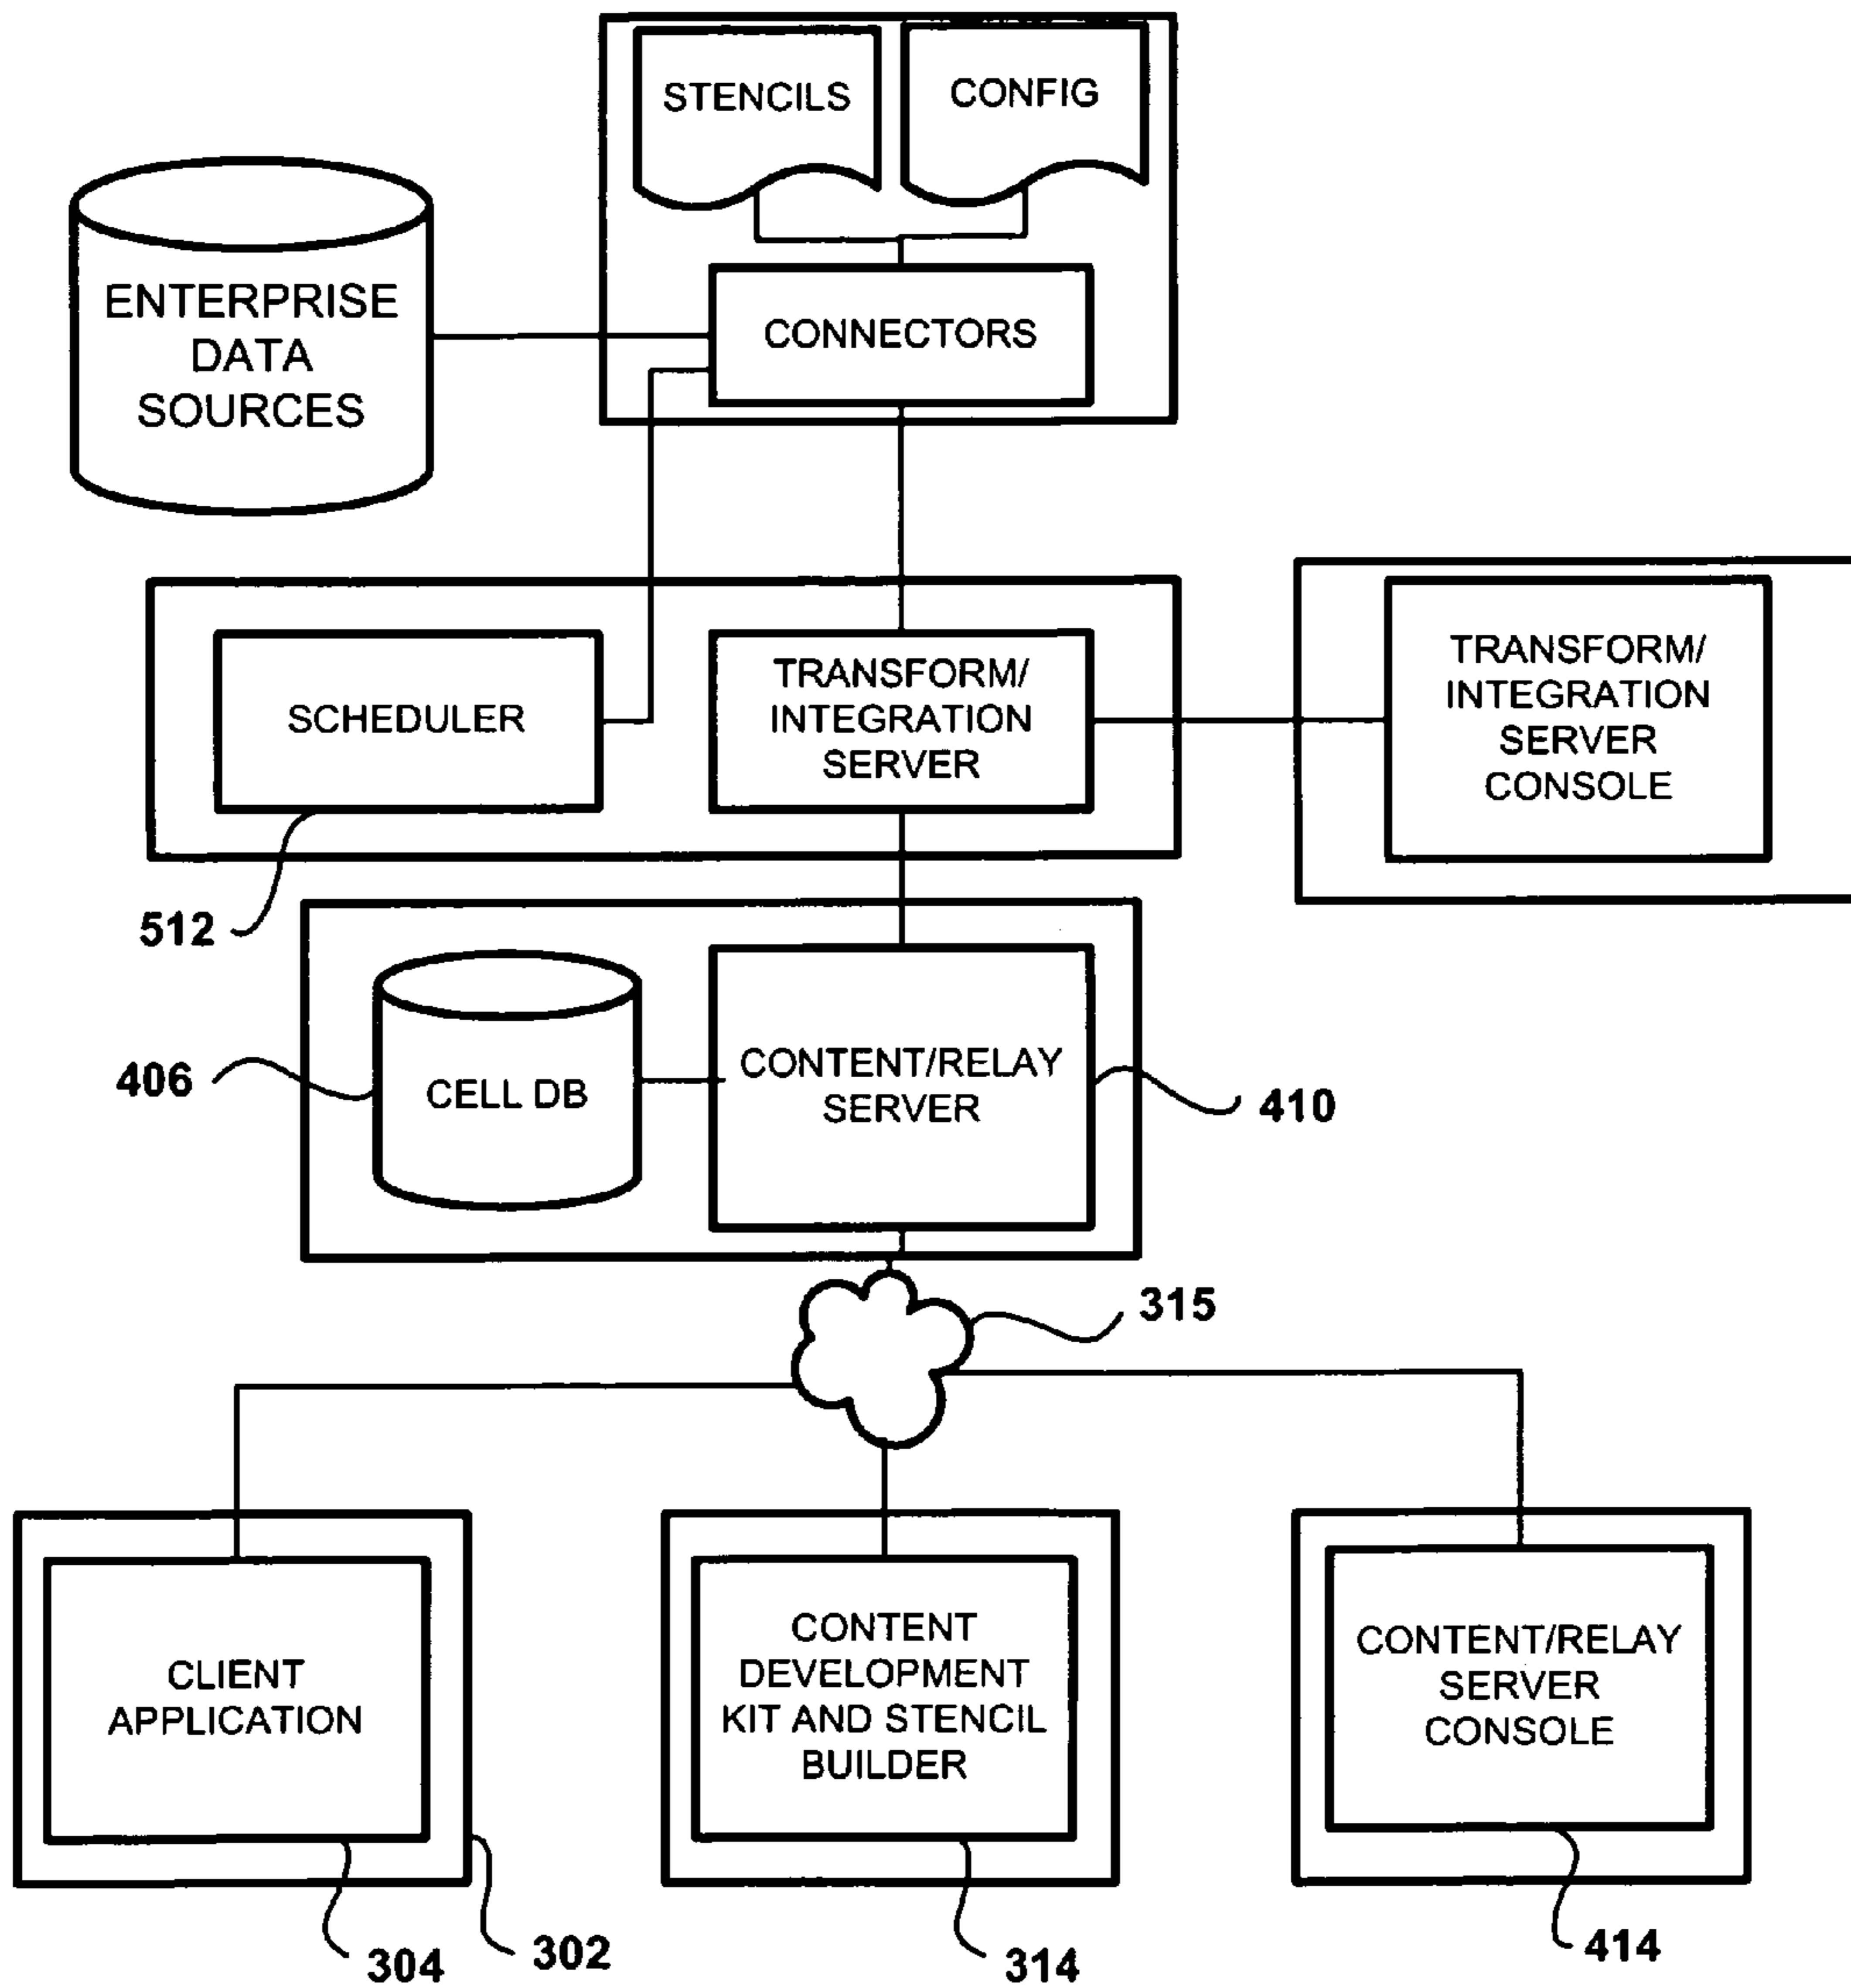 STENCILS
CONFIG
ENTERPRISE
DATA
SOURCES
CONNECTORS
SCHEDULER
TRANSFORM/
INTEGRATION
SERVER
TRANSFORM/
INTEGRATION
SERVER
CONSOLE
512
406
CELL DB
CONTENT/RELAY
SERVER
410
315
CLIENT
APPLICATION
CONTENT
DEVELOPMENT
KIT AND STENCIL
BUILDER
CONTENT/RELAY
SERVER
CONSOLE
304
302
314
414